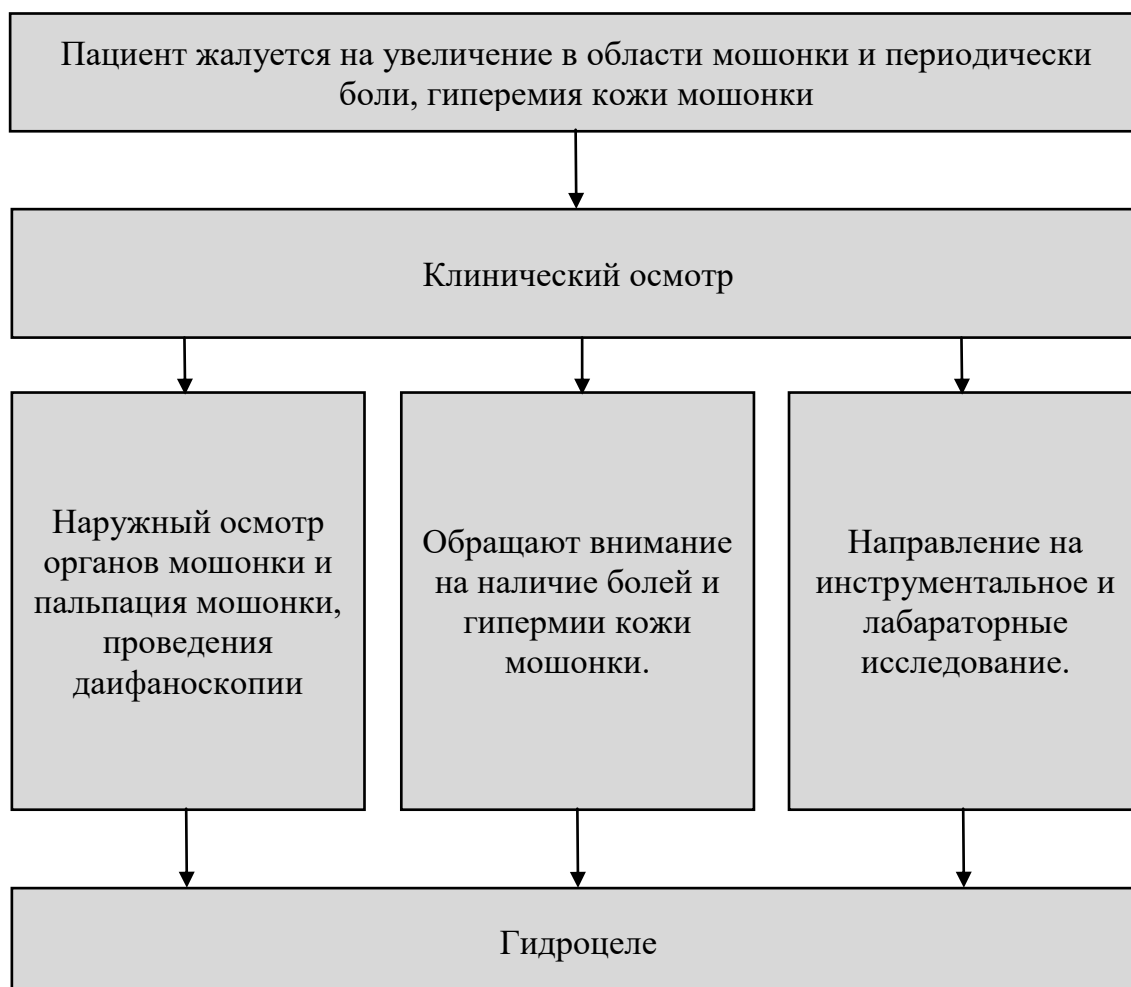 Пациент жалуется на увеличение в области мошонки и периодически
боли, гиперемия кожи мошонки
Клинический осмотр
Наружный осмотр
органов мошонки и
пальпация мошонки,
проведения
даифаноскопии
Обращают внимание
на наличие болей и
гипермии кожи
мошонки.
Направление на
инструментальное и
лабараторные
исследование.
Гидроцеле